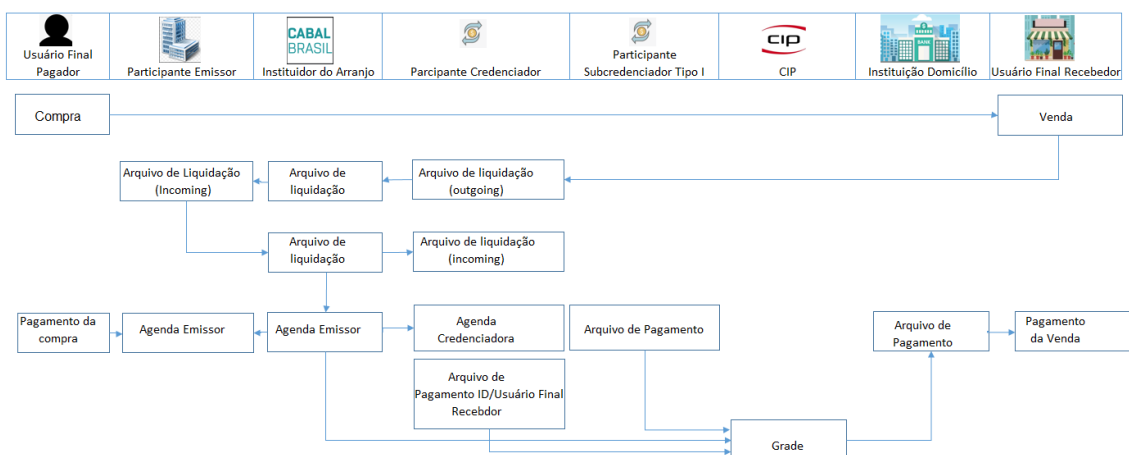 CABAL
BRASIL
CIP
BANK
Usuário Final
Pagador
Participante Emissor
Instituidor do Arranjo
Parcipante Credenciador
Participante
Subcredenciador Tipo I
CIP
Instituição Domicílio
Usuário Final Recebedor
Compra
Venda
Arquivo de Liquidação
(Incoming)
Arquivo de
liquidação
Arquivo de liquidação
(outgoing)
Arquivo de
liquidação
Arquivo de liquidação
(incoming)
Pagamento da
compra
Agenda Emissor
Agenda Emissor
Agenda
Credenciadora
Arquivo de Pagamento
Arquivo de
Pagamento
Pagamento
da Venda
Arquivo de
Pagamento ID/Usuário Final
Recebdor
Grade